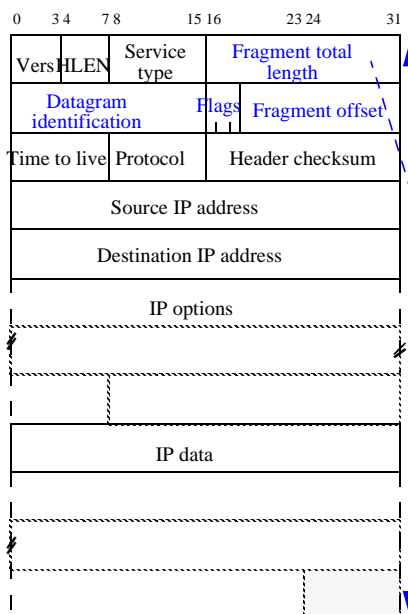 0 3 4 7 8 15 16 23 24 31
Vers HLEN Service type Fragment total length
Datagram identification Flags Fragment offset
Time to live Protocol Header checksum
Source IP address
Destination IP address
IP options
IP data